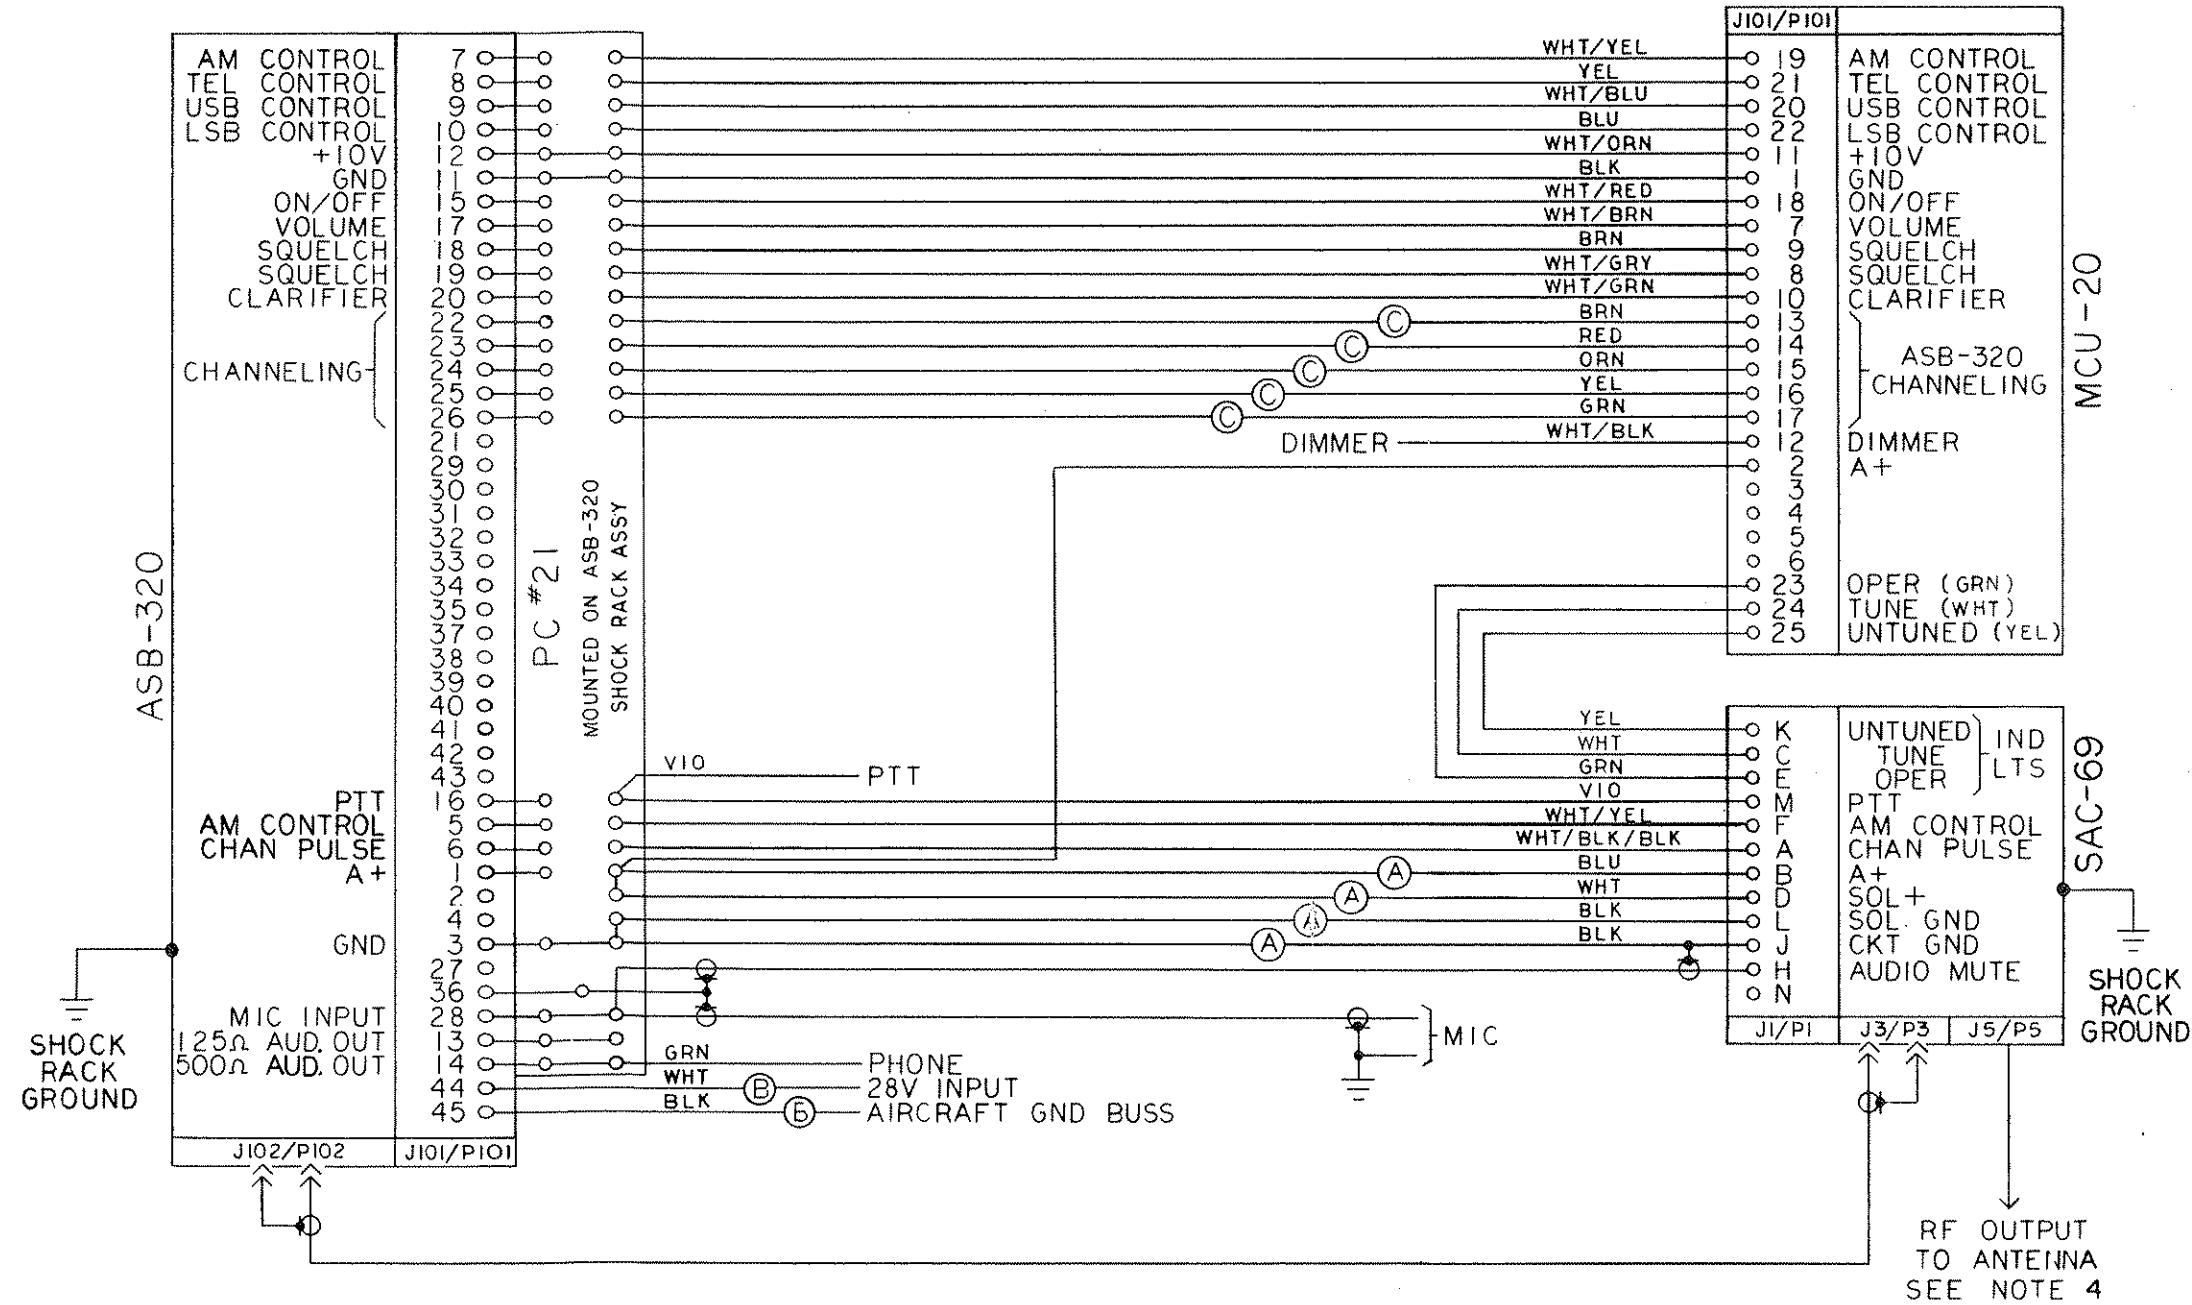 ASB-320
AM CONTROL 7
TEL CONTROL 8
USB CONTROL 9
LSB CONTROL 10
+10V 12
GND 11
ON/OFF 15
VOLUME 17
SQUELCH 18
SQUELCH 19
CLARIFIER 20
CHANNELING
22
23
24
25
26
21
29
30
31
32
33
34
35
37
38
39
40
41
42
43
PTT 16
AM CONTROL 5
CHAN PULSE 6
A+ 1
2
4
GND 3
27
36
MIC INPUT 28
125Ω AUD. OUT 13
500Ω AUD. OUT 14
44
45
J102/P102
J101/P101
SHOCK
RACK
GROUND
PC #21
MOUNTED ON ASB-320
SHOCK RACK ASSY
VIO PTT
GRN PHONE
WHT B 28V INPUT
BLK B AIRCRAFT GND BUSS
MIC
DIMMER
MCU-20
J101/P101
WHT/YEL 19 AM CONTROL
YEL 21 TEL CONTROL
WHT/BLU 20 USB CONTROL
BLU 22 LSB CONTROL
WHT/ORN 11 +10V
BLK 1 GND
WHT/RED 18 ON/OFF
WHT/BRN 7 VOLUME
BRN 9 SQUELCH
WHT/GRY 8 SQUELCH
WHT/GRN 10 CLARIFIER
C BRN 13
C RED 14
C ORN 15
C YEL 16
C GRN 17
ASB-320
CHANNELING
WHT/BLK 12 DIMMER
2 A+
3
4
5
6
23 OPER (GRN)
24 TUNE (WHT)
25 UNTUNED (YEL)
SAC-69
YEL K UNTUNED
WHT C TUNE
GRN E OPER
IND
LTS
VIO M PTT
WHT/YEL F AM CONTROL
WHT/BLK/BLK A CHAN PULSE
A BLU B A+
A WHT D SOL+
A BLK L SOL. GND
A BLK J CKT GND
H AUDIO MUTE
N
J1/P1 J3/P3 J5/P5
SHOCK
RACK
GROUND
RF OUTPUT
TO ANTENNA
SEE NOTE 4